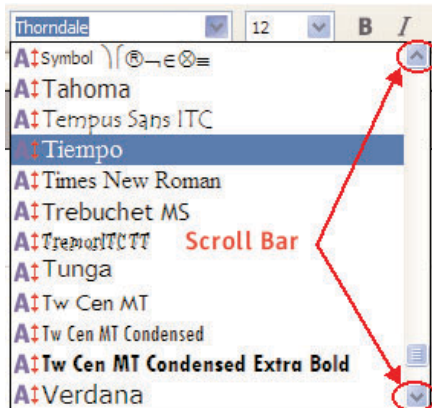 Thorndale 12 B I
Symbol ⎞⌠®¬∈⊗≡
Tahoma
Tempus Sans ITC
Tiempo
Times New Roman
Trebuchet MS
TremorITCTT
Scroll Bar
Tunga
Tw Cen MT
Tw Cen MT Condensed
Tw Cen MT Condensed Extra Bold
Verdana